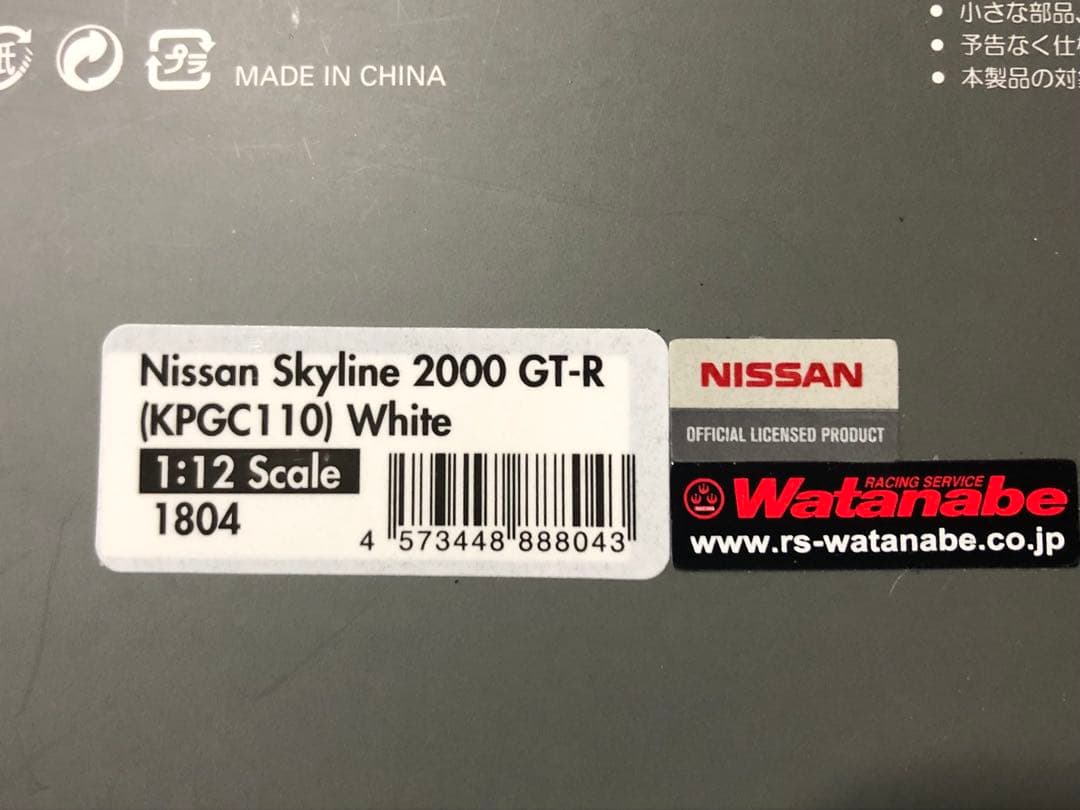 紙
プラ
MADE IN CHINA
• 小さな部品、
• 予告なく仕
• 本製品の対
Nissan Skyline 2000 GT-R
(KPGC110) White
1:12 Scale
1804
4 573448 888043
NISSAN
OFFICIAL LICENSED PRODUCT
RACING SERVICE
Watanabe
www.rs-watanabe.co.jp